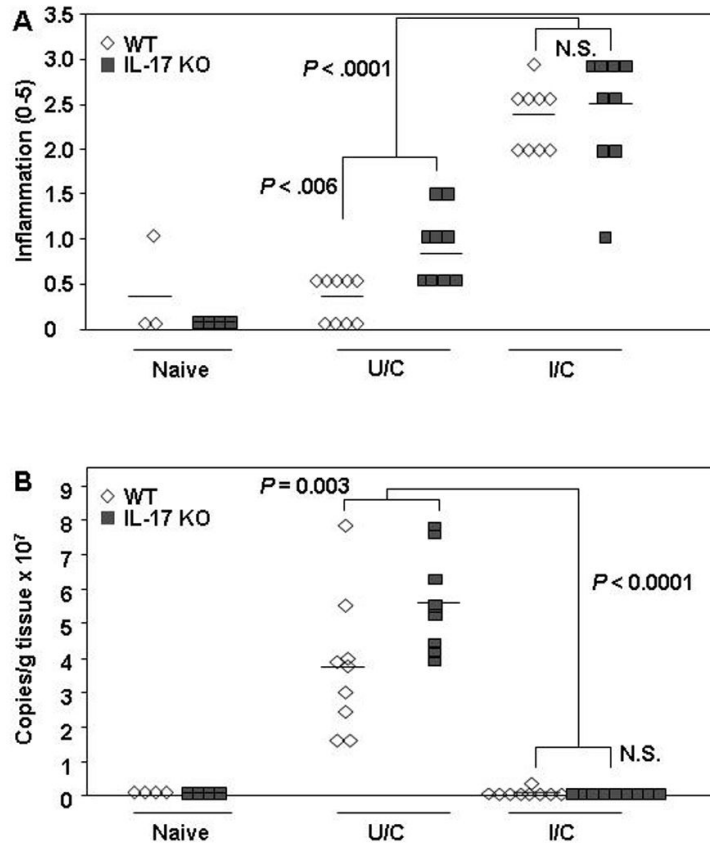 A
WT
IL-17 KO
Inflammation (0-5)
3.5
3.0
2.5
2.0
1.5
1.0
0.5
0
P < .0001
P < .006
N.S.
Naive
U/C
I/C
B
WT
IL-17 KO
Copies/g tissue x 10⁷
9
8
7
6
5
4
3
2
1
0
P = 0.003
P < 0.0001
N.S.
Naive
U/C
I/C